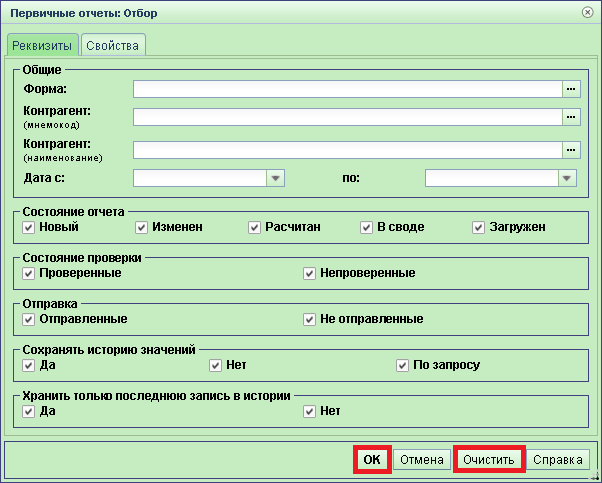 Первичные отчеты: Отбор
Реквизиты Свойства
Общие
Форма: ...
Контрагент: ...
(мнемокод)
Контрагент: ...
(наименование)
Дата с: по:
Состояние отчета
Новый Изменен Расчитан В своде Загружен
Состояние проверки
Проверенные Непроверенные
Отправка
Отправленные Не отправленные
Сохранять историю значений
Да Нет По запросу
Хранить только последнюю запись в истории
Да Нет
OK Отмена Очистить Справка